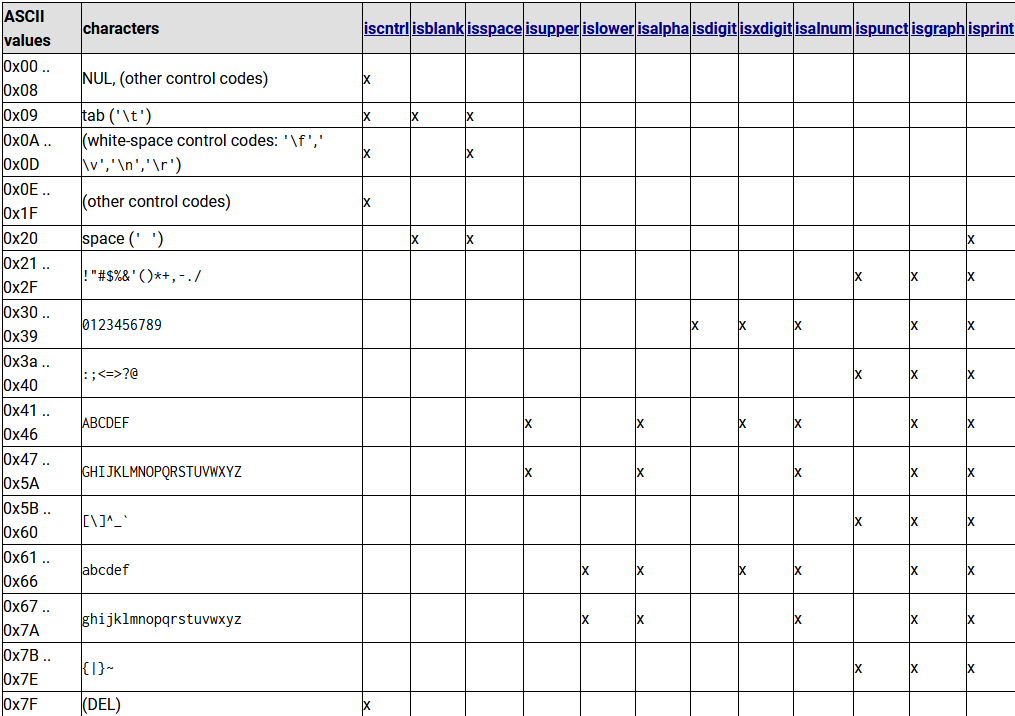 ASCII values characters iscntrl isblank isspace isupper islower isalpha isdigit isxdigit isalnum ispunct isgraph isprint
0x00 ..
0x08 NUL, (other control codes) x
0x09 tab ('\t') x x x
0x0A ..
0x0D (white-space control codes: '\f','
\v','\n','\r') x x
0x0E ..
0x1F (other control codes) x
0x20 space (' ') x x x
0x21 ..
0x2F !"#$%&'()*+,-./ x x x
0x30 ..
0x39 0123456789 x x x x x
0x3a ..
0x40 :;<=>?@ x x x
0x41 ..
0x46 ABCDEF x x x x x x
0x47 ..
0x5A GHIJKLMNOPQRSTUVWXYZ x x x x x
0x5B ..
0x60 [\]^_` x x x
0x61 ..
0x66 abcdef x x x x x x
0x67 ..
0x7A ghijklmnopqrstuvwxyz x x x x x
0x7B ..
0x7E {|}~ x x x
0x7F (DEL) x